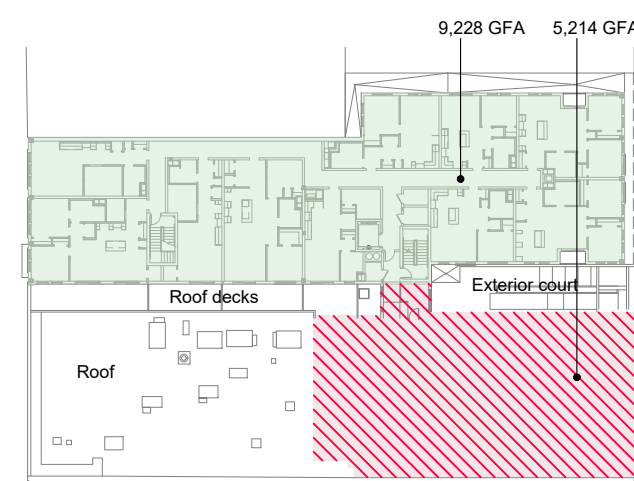 9,228 GFA
5,214 GFA
Roof decks
Exterior court
Roof